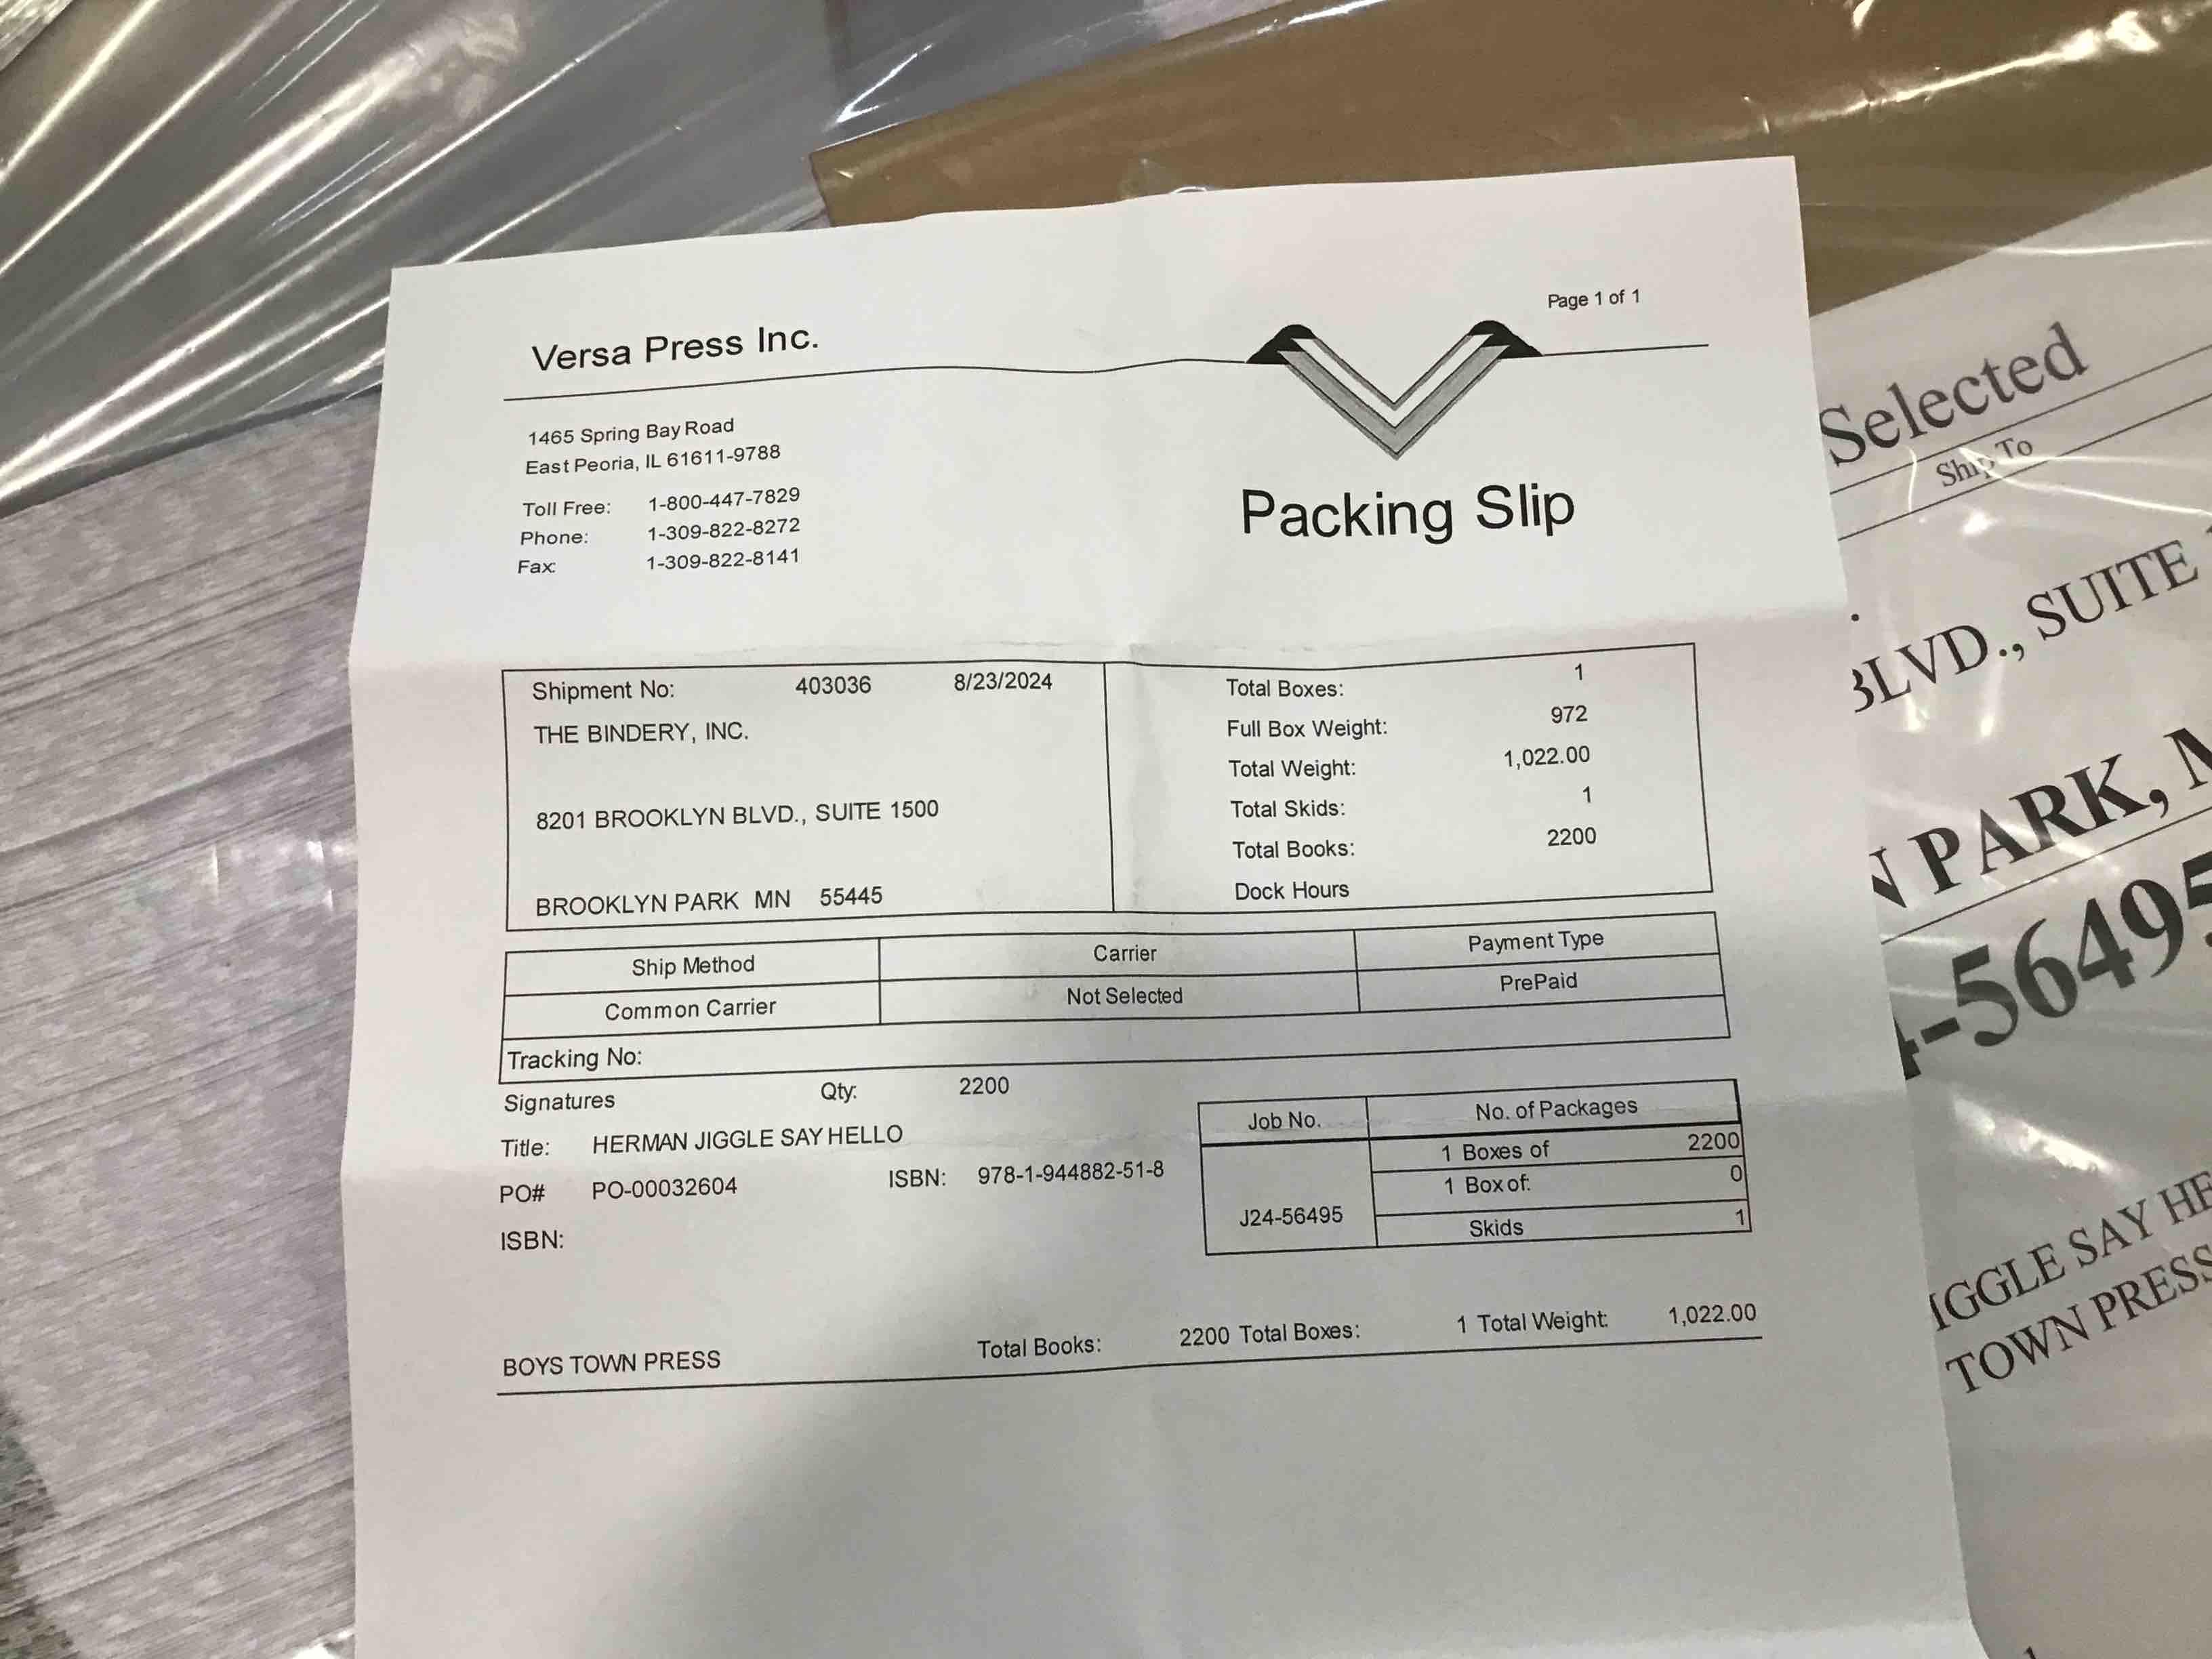 Page 1 of 1
Versa Press Inc.
1465 Spring Bay Road
East Peoria, IL 61611-9788
Toll Free: 1-800-447-7829
Phone: 1-309-822-8272
Fax: 1-309-822-8141
Packing Slip
Shipment No: 403036 8/23/2024
THE BINDERY, INC.
8201 BROOKLYN BLVD., SUITE 1500
BROOKLYN PARK MN 55445
Total Boxes: 1
Full Box Weight: 972
Total Weight: 1,022.00
Total Skids: 1
Total Books: 2200
Dock Hours
Ship Method Carrier Payment Type
Common Carrier Not Selected PrePaid
Tracking No:
Signatures Qty: 2200
Title: HERMAN JIGGLE SAY HELLO
PO# PO-00032604 ISBN: 978-1-944882-51-8
ISBN:
Job No. No. of Packages
1 Boxes of 2200
1 Box of: 0
J24-56495
Skids 1
BOYS TOWN PRESS Total Books: 2200 Total Boxes: 1 Total Weight: 1,022.00
Selected
Ship To
BLVD., SUITE
N PARK, M
4-56495
IGGLE SAY HE
TOWN PRESS